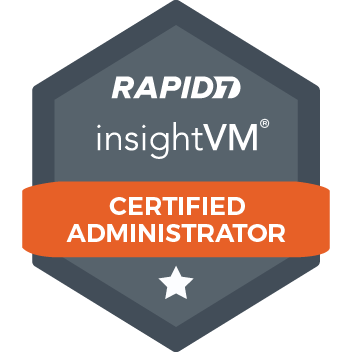 RAPID7
insightVM®
CERTIFIED
ADMINISTRATOR